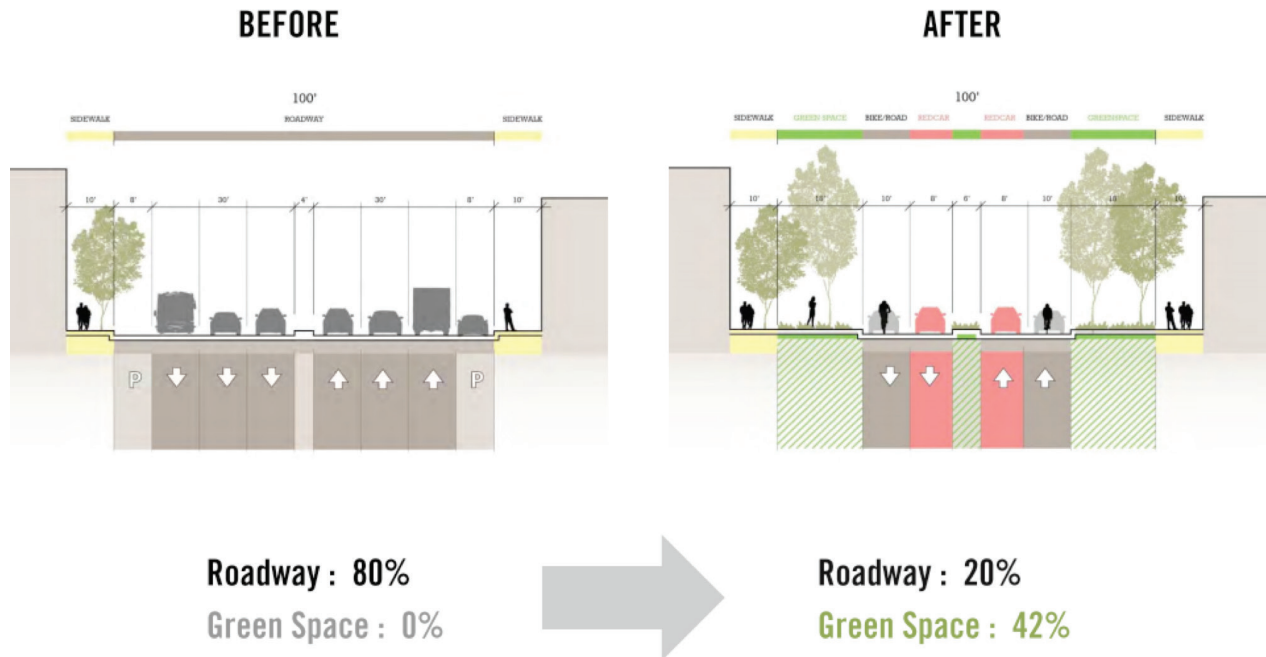 BEFORE
100'
SIDEWALK ROADWAY SIDEWALK
10' 8' 30' 4' 30' 8' 10'
P P
Roadway : 80%
Green Space : 0%
AFTER
100'
SIDEWALK GREEN SPACE BIKE/ROAD REDCAR REDCAR BIKE/ROAD GREENSPACE SIDEWALK
10' 18' 10' 8' 6' 8' 10' 10'
Roadway : 20%
Green Space : 42%